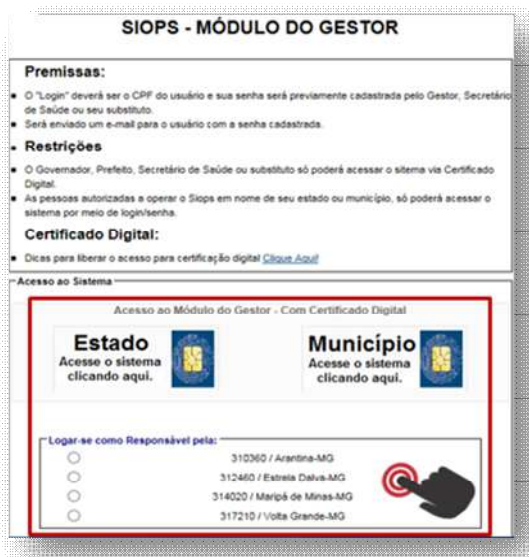 SIOPS - MÓDULO DO GESTOR
Premissas:
O "Login" deverá ser o CPF do usuário e sua senha será previamente cadastrada pelo Gestor, Secretário
de Saúde ou seu substituto.
Será enviado um e-mail para o usuário com a senha cadastrada.
Restrições
O Governador, Prefeito, Secretário de Saúde ou substituto só poderá acessar o sitema via Certificado
Digital.
As pessoas autorizadas a operar o Siops em nome de seu estado ou município, só poderá acessar o
sistema por meio de login/senha.
Certificado Digital:
Dicas para liberar o acesso para certificação digital Clique Aqui!
Acesso ao Sistema
Acesso ao Módulo do Gestor - Com Certificado Digital
Estado
Acesse o sistema
clicando aqui.
Município
Acesse o sistema
clicando aqui.
Logar-se como Responsável pela:
310360 / Arantina-MG
312460 / Estrela Dalva-MG
314020 / Maripá de Minas-MG
317210 / Volta Grande-MG